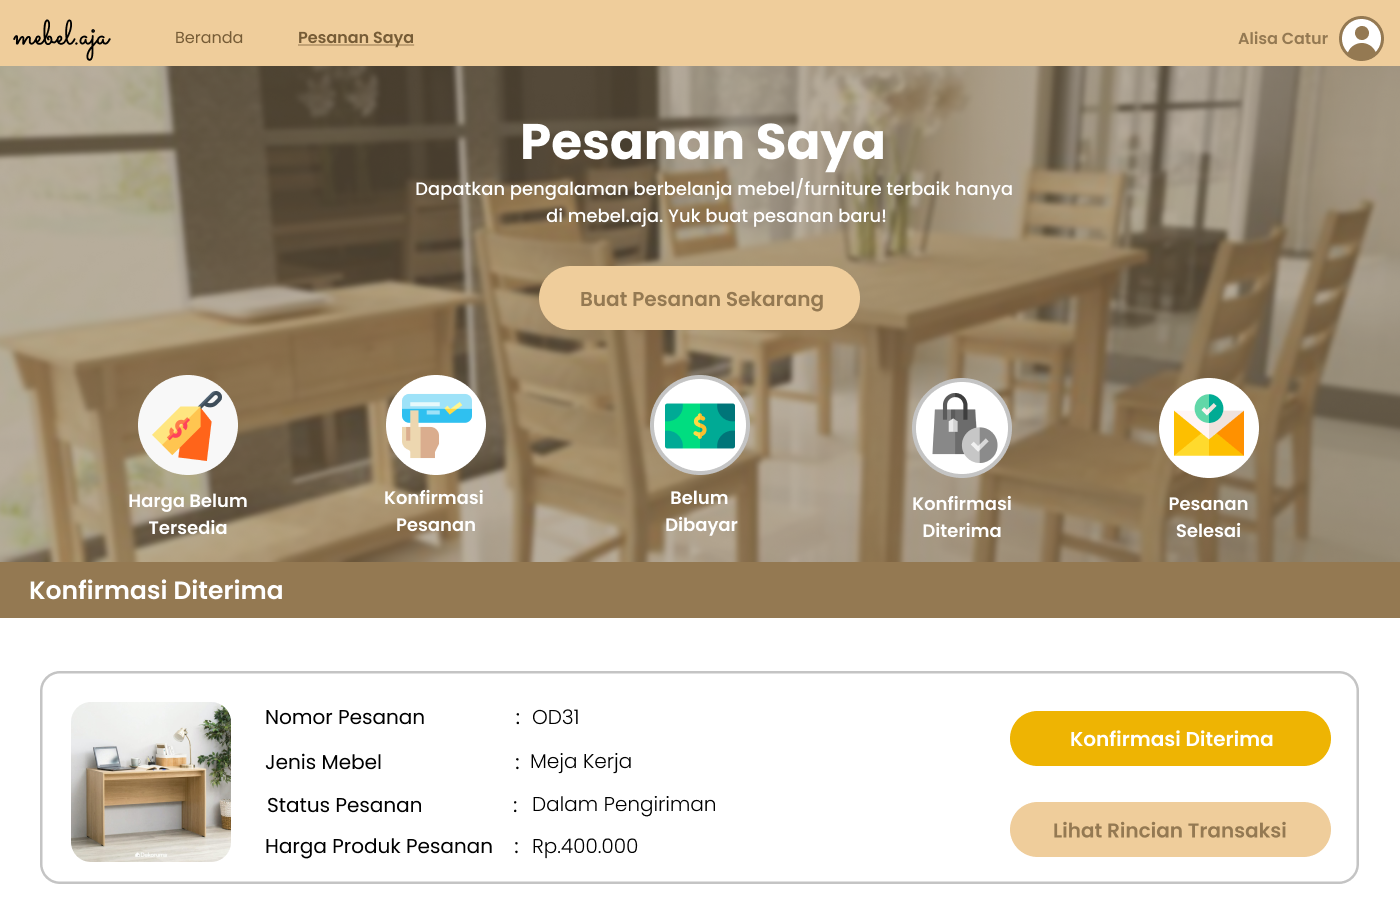 mebel.aja
Beranda
Pesanan Saya
Alisa Catur
Pesanan Saya
Dapatkan pengalaman berbelanja mebel/furniture terbaik hanya
di mebel.aja. Yuk buat pesanan baru!
Buat Pesanan Sekarang
Harga Belum
Tersedia
Konfirmasi
Pesanan
Belum
Dibayar
Konfirmasi
Diterima
Pesanan
Selesai
Konfirmasi Diterima
Nomor Pesanan : OD31
Jenis Mebel : Meja Kerja
Status Pesanan : Dalam Pengiriman
Harga Produk Pesanan : Rp.400.000
Konfirmasi Diterima
Lihat Rincian Transaksi